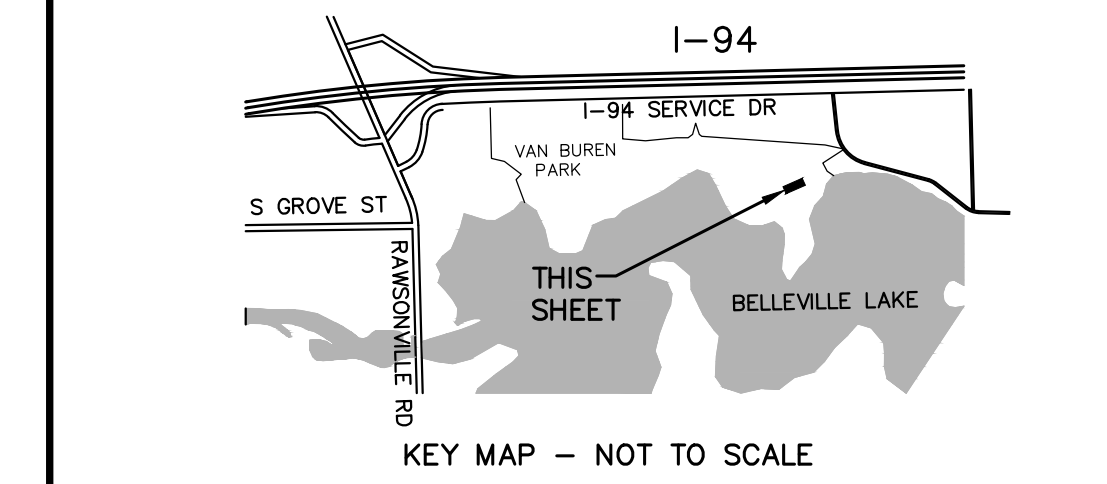 I-94
I-94 SERVICE DR
VAN BUREN
PARK
S GROVE ST
RAWSONVILLE RD
THIS
SHEET
BELLEVILLE LAKE
KEY MAP - NOT TO SCALE